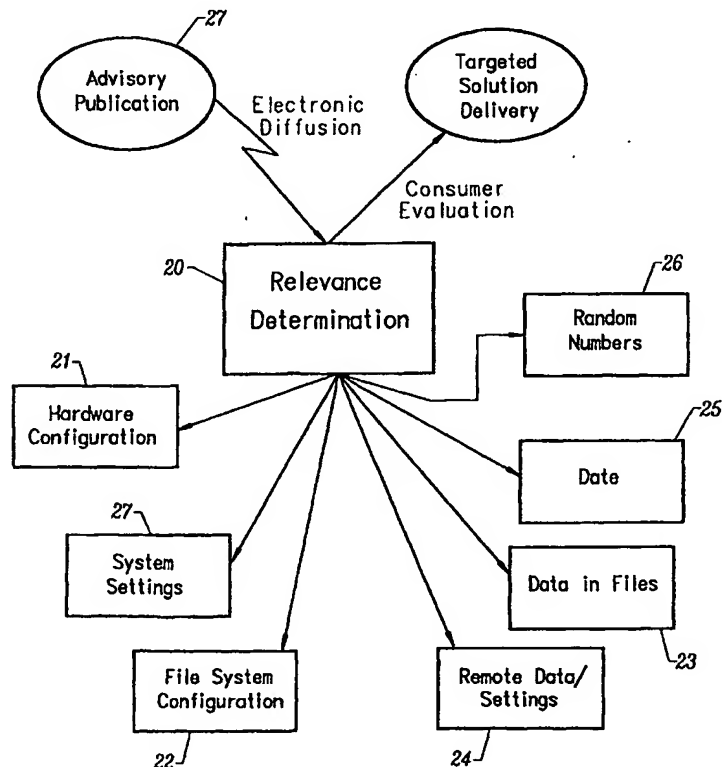 27
Advisory
Publication
Targeted
Solution
Delivery
Electronic
Diffusion
Consumer
Evaluation
20
Relevance
Determination
26
Random
Numbers
21
Hardware
Configuration
25
Date
27
System
Settings
Data in Files
23
File System
Configuration
22
Remote Data/
Settings
24